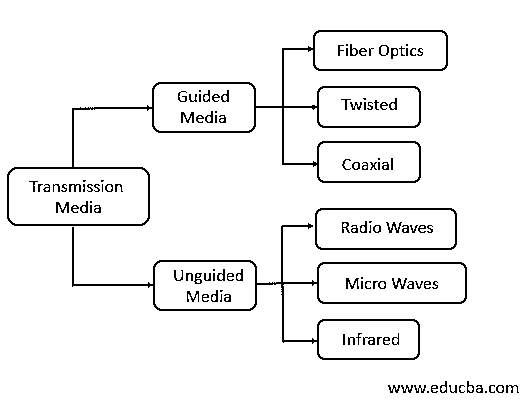 Fiber Optics
Guided
Media
Twisted
Coaxial
Transmission
Media
Radio Waves
Unguided
Media
Micro Waves
Infrared
www.educba.com